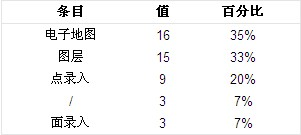 条目 值 百分比
电子地图 16 35%
图层 15 33%
点录入 9 20%
/ 3 7%
面录入 3 7%